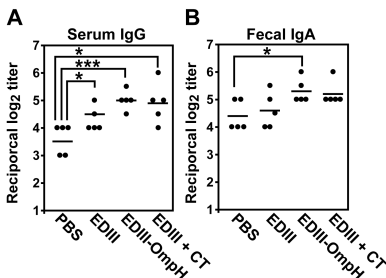 A
Serum IgG
Reciporcal log2 titer
7
6
5
4
3
2
1
*
***
*
PBS
EDIII
EDIII-OmpH
EDIII + CT
B
Fecal IgA
Reciporcal log2 titer
7
6
5
4
3
2
1
*
PBS
EDIII
EDIII-OmpH
EDIII + CT